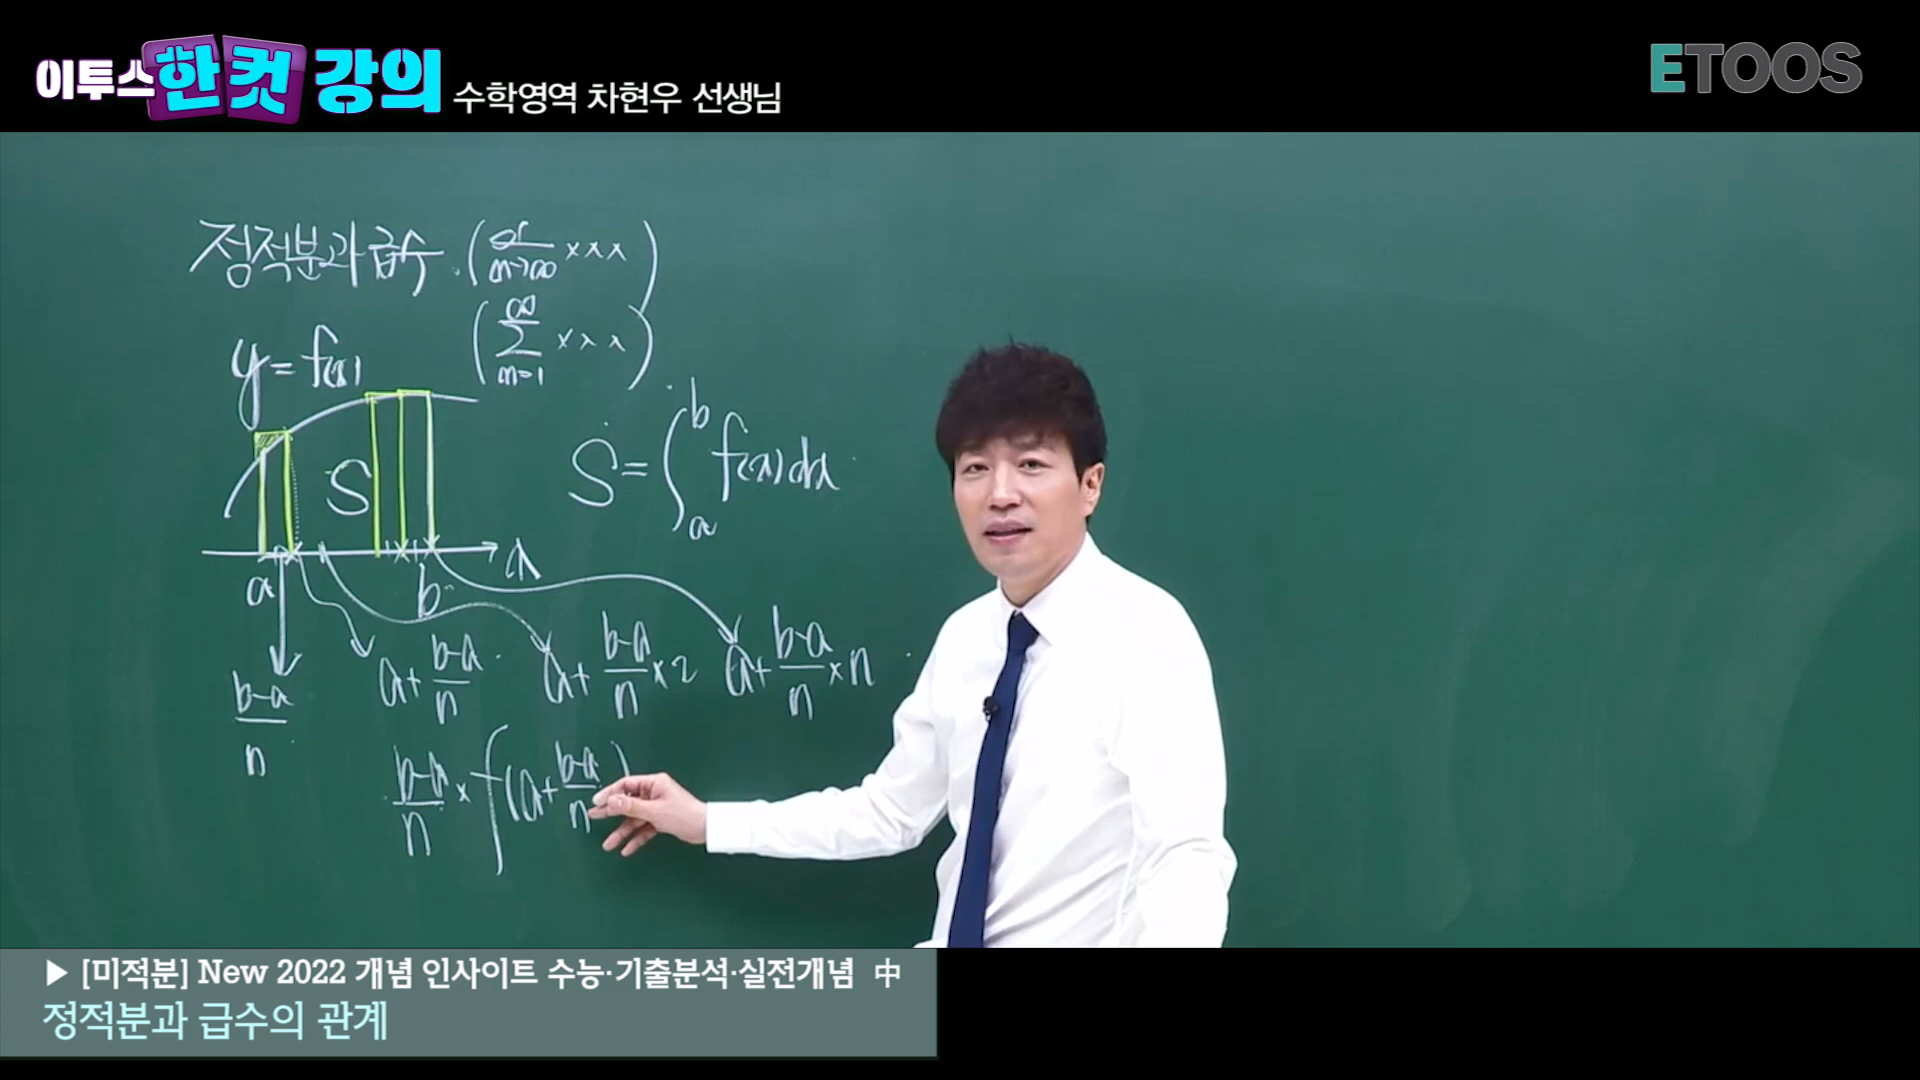 이투스 한컷 강의 수학영역 차현우 선생님
ETOOS
정적분과 급수 . (lim n→∞ ×××)
(∞ Σ n=1 ×××)
y = f(x)
S
S = ∫ₐᵇ f(x)dx
a b x
b-a/n a + b-a/n a + b-a/n × 2 a + b-a/n × n
b-a/n × f(a + b-a/n)
▶ [미적분] New 2022 개념 인사이트 수능·기출분석·실전개념 中
정적분과 급수의 관계